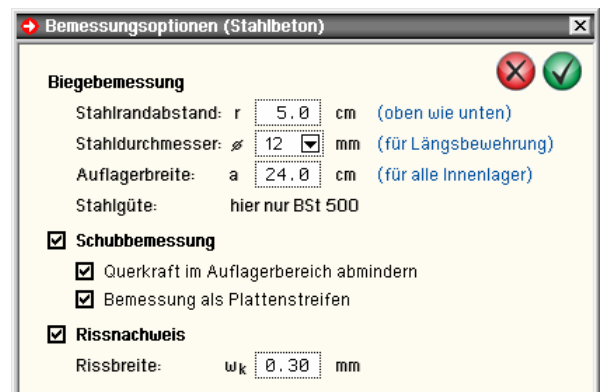 Bemessungsoptionen (Stahlbeton)
Biegebemessung
Stahlrandabstand: r 5.0 cm (oben wie unten)
Stahldurchmesser: ø 12 mm (für Längsbewehrung)
Auflagerbreite: a 24.0 cm (für alle Innenlager)
Stahlgüte: hier nur BSt 500
Schubbemessung
Querkraft im Auflagerbereich abmindern
Bemessung als Plattenstreifen
Rissnachweis
Rissbreite: wk 0.30 mm